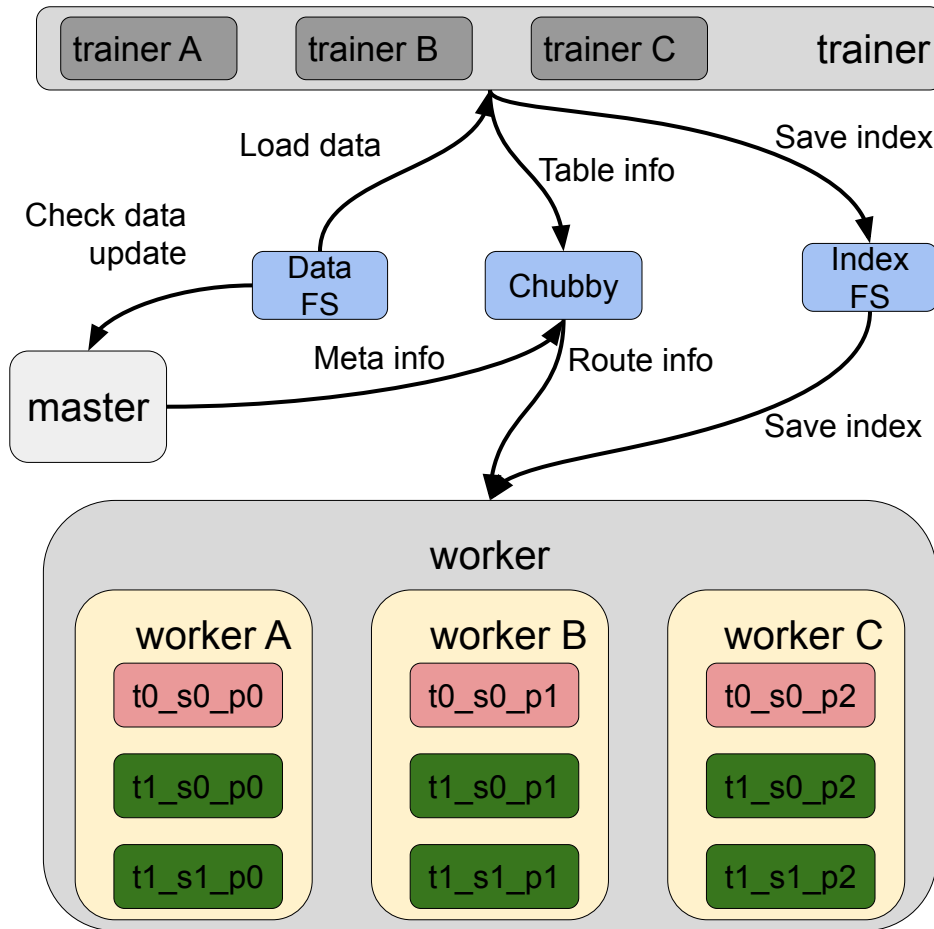 trainer A
trainer B
trainer C
trainer
Load data
Save index
Table info
Check data
update
Data
FS
Chubby
Index
FS
Meta info
Route info
master
Save index
worker
worker A
worker B
worker C
t0_s0_p0
t0_s0_p1
t0_s0_p2
t1_s0_p0
t1_s0_p1
t1_s0_p2
t1_s1_p0
t1_s1_p1
t1_s1_p2